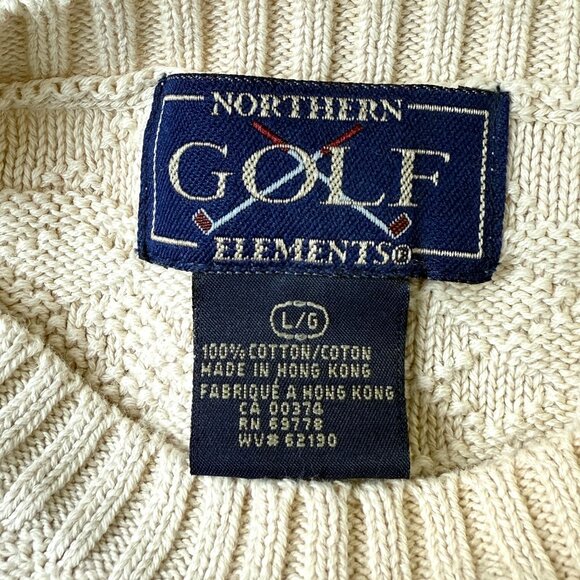 NORTHERN
GOLF
ELEMENTS®
L/G
100% COTTON/COTON
MADE IN HONG KONG
FABRIQUÉ A HONG KONG
CA 00374
RN 69778
WV# 62190